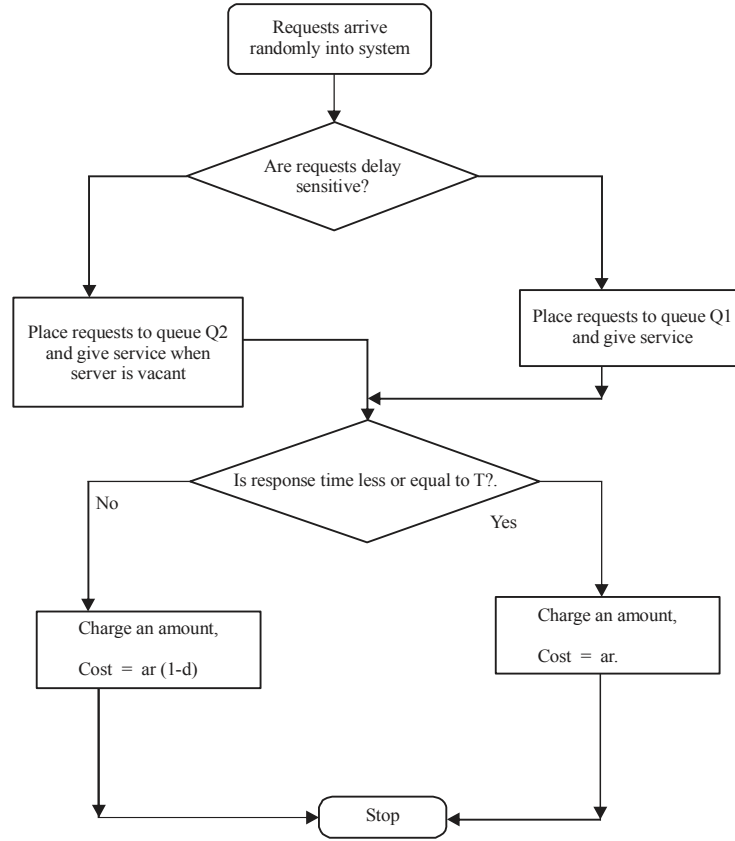 Requests arrive
randomly into system
Are requests delay
sensitive?
Place requests to queue Q2
and give service when
server is vacant
Place requests to queue Q1
and give service
Is response time less or equal to T?.
No
Yes
Charge an amount,
Cost = ar (1-d)
Charge an amount,
Cost = ar.
Stop